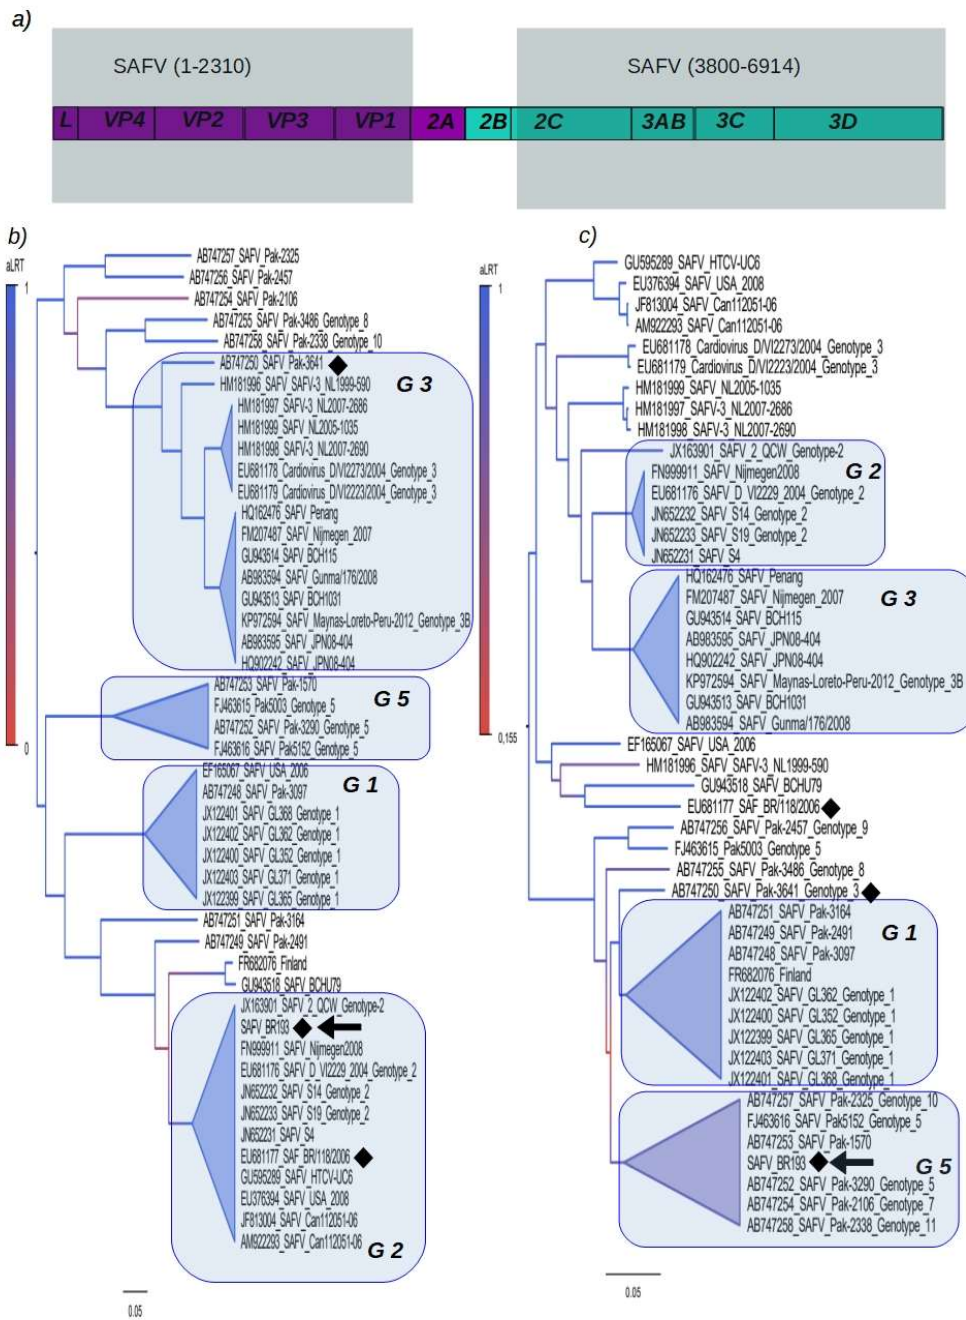 a)
SAFV (1-2310)
SAFV (3800-6914)
L VP4 VP2 VP3 VP1 2A 2B 2C 3AB 3C 3D
b)
aLRT
1
0
AB747257_SAFV_Pak-2325
AB747256_SAFV_Pak-2457
AB747254_SAFV_Pak-2106
AB747255_SAFV_Pak-3486_Genotype_8
AB747258_SAFV_Pak-2338_Genotype_10
AB747250_SAFV_Pak-3641
G 3
HM181996_SAFV_SAFV-3_NL1999-590
HM181997_SAFV-3_NL2007-2686
HM181999_SAFV_NL2005-1035
HM181998_SAFV-3_NL2007-2690
EU681178_Cardiovirus_D/VI2273/2004_Genotype_3
EU681179_Cardiovirus_D/VI2223/2004_Genotype_3
HQ162476_SAFV_Penang
FM207487_SAFV_Nijmegen_2007
GU943514_SAFV_BCH115
AB983594_SAFV_Gunma/176/2008
GU943513_SAFV_BCH1031
KP972594_SAFV_Maynas-Loreto-Peru-2012_Genotype_3B
AB983595_SAFV_JPN08-404
HQ902242_SAFV_JPN08-404
AB747253_SAFV_Pak-1570
FJ463615_Pak5003_Genotype_5
G 5
AB747252_SAFV_Pak-3290_Genotype_5
FJ463616_SAFV_Pak5152_Genotype_5
EF165067_SAFV_USA_2006
AB747248_SAFV_Pak-3097
G 1
JX122401_SAFV_GL368_Genotype_1
JX122402_SAFV_GL362_Genotype_1
JX122400_SAFV_GL352_Genotype_1
JX122403_SAFV_GL371_Genotype_1
JX122399_SAFV_GL365_Genotype_1
AB747251_SAFV_Pak-3164
AB747249_SAFV_Pak-2491
FR682076_Finland
GU943518_SAFV_BCHU79
JX163901_SAFV_2_QCW_Genotype-2
SAFV_BR193
FN999911_SAFV_Nijmegen2008
EU681176_SAFV_D_VI2229_2004_Genotype_2
JN652232_SAFV_S14_Genotype_2
JN652233_SAFV_S19_Genotype_2
JN652231_SAFV_S4
EU681177_SAF_BR/118/2006
GU595289_SAFV_HTCV-UC6
EU376394_SAFV_USA_2008
JF813004_SAFV_Can112051-06
AM922293_SAFV_Can112051-06
G 2
0.05
c)
aLRT
1
0,155
GU595289_SAFV_HTCV-UC6
EU376394_SAFV_USA_2008
JF813004_SAFV_Can112051-06
AM922293_SAFV_Can112051-06
EU681178_Cardiovirus_D/VI2273/2004_Genotype_3
EU681179_Cardiovirus_D/VI2223/2004_Genotype_3
HM181999_SAFV_NL2005-1035
HM181997_SAFV-3_NL2007-2686
HM181998_SAFV-3_NL2007-2690
JX163901_SAFV_2_QCW_Genotype-2
FN999911_SAFV_Nijmegen2008
G 2
EU681176_SAFV_D_VI2229_2004_Genotype_2
JN652232_SAFV_S14_Genotype_2
JN652233_SAFV_S19_Genotype_2
JN652231_SAFV_S4
HQ162476_SAFV_Penang
FM207487_SAFV_Nijmegen_2007
G 3
GU943514_SAFV_BCH115
AB983595_SAFV_JPN08-404
HQ902242_SAFV_JPN08-404
KP972594_SAFV_Maynas-Loreto-Peru-2012_Genotype_3B
GU943513_SAFV_BCH1031
AB983594_SAFV_Gunma/176/2008
EF165067_SAFV_USA_2006
HM181996_SAFV_SAFV-3_NL1999-590
GU943518_SAFV_BCHU79
EU681177_SAF_BR/118/2006
AB747256_SAFV_Pak-2457_Genotype_9
FJ463615_Pak5003_Genotype_5
AB747255_SAFV_Pak-3486_Genotype_8
AB747250_SAFV_Pak-3641_Genotype_3
AB747251_SAFV_Pak-3164
AB747249_SAFV_Pak-2491
G 1
AB747248_SAFV_Pak-3097
FR682076_Finland
JX122402_SAFV_GL362_Genotype_1
JX122400_SAFV_GL352_Genotype_1
JX122399_SAFV_GL365_Genotype_1
JX122403_SAFV_GL371_Genotype_1
JX122401_SAFV_GL368_Genotype_1
AB747257_SAFV_Pak-2325_Genotype_10
FJ463616_SAFV_Pak5152_Genotype_5
AB747253_SAFV_Pak-1570
SAFV_BR193
G 5
AB747252_SAFV_Pak-3290_Genotype_5
AB747254_SAFV_Pak-2106_Genotype_7
AB747258_SAFV_Pak-2338_Genotype_11
0.05